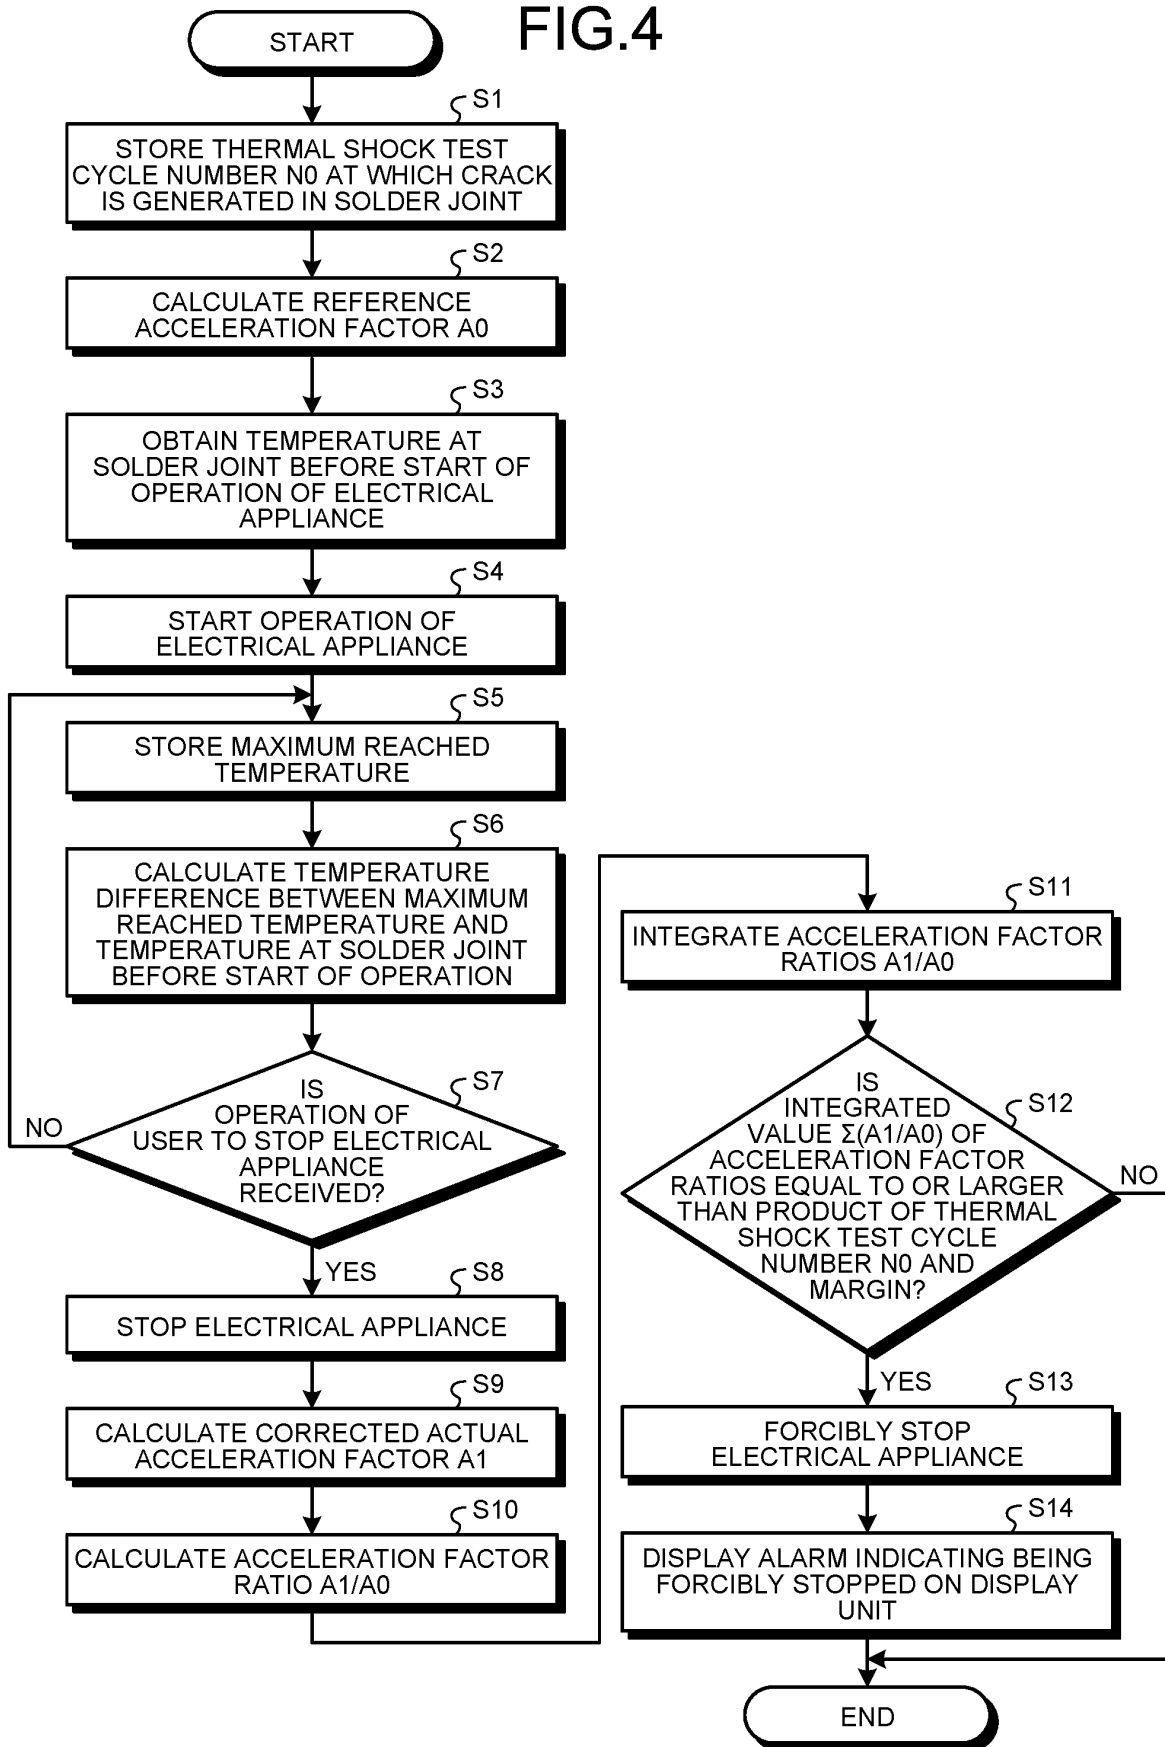 FIG.4
START
S1
STORE THERMAL SHOCK TEST
CYCLE NUMBER N0 AT WHICH CRACK
IS GENERATED IN SOLDER JOINT
S2
CALCULATE REFERENCE
ACCELERATION FACTOR A0
S3
OBTAIN TEMPERATURE AT
SOLDER JOINT BEFORE START OF
OPERATION OF ELECTRICAL
APPLIANCE
S4
START OPERATION OF
ELECTRICAL APPLIANCE
S5
STORE MAXIMUM REACHED
TEMPERATURE
S6
CALCULATE TEMPERATURE
DIFFERENCE BETWEEN MAXIMUM
REACHED TEMPERATURE AND
TEMPERATURE AT SOLDER JOINT
BEFORE START OF OPERATION
S7
IS
OPERATION OF
USER TO STOP ELECTRICAL
APPLIANCE
RECEIVED?
NO
YES
S8
STOP ELECTRICAL APPLIANCE
S9
CALCULATE CORRECTED ACTUAL
ACCELERATION FACTOR A1
S10
CALCULATE ACCELERATION FACTOR
RATIO A1/A0
S11
INTEGRATE ACCELERATION FACTOR
RATIOS A1/A0
S12
IS
INTEGRATED
VALUE Σ(A1/A0) OF
ACCELERATION FACTOR
RATIOS EQUAL TO OR LARGER
THAN PRODUCT OF THERMAL
SHOCK TEST CYCLE
NUMBER N0 AND
MARGIN?
NO
YES
S13
FORCIBLY STOP
ELECTRICAL APPLIANCE
S14
DISPLAY ALARM INDICATING BEING
FORCIBLY STOPPED ON DISPLAY
UNIT
END